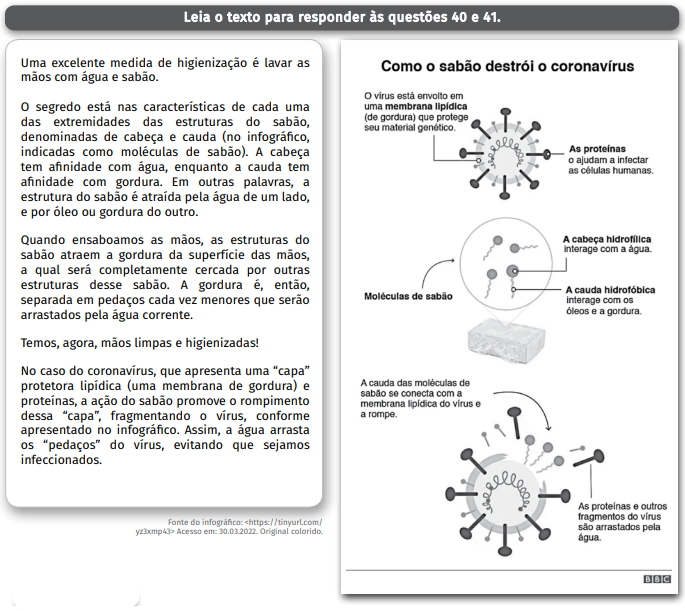 Leia o texto para responder às questões 40 e 41.
Uma excelente medida de higienização é lavar as
mãos com água e sabão.
O segredo está nas características de cada uma
das extremidades das estruturas do sabão,
denominadas de cabeça e cauda (no infográfico,
indicadas como moléculas de sabão). A cabeça
tem afinidade com água, enquanto a cauda tem
afinidade com gordura. Em outras palavras, a
estrutura do sabão é atraída pela água de um lado,
e por óleo ou gordura do outro.
Quando ensaboamos as mãos, as estruturas do
sabão atraem a gordura da superfície das mãos,
a qual será completamente cercada por outras
estruturas desse sabão. A gordura é, então,
separada em pedaços cada vez menores que serão
arrastados pela água corrente.
Temos, agora, mãos limpas e higienizadas!
No caso do coronavírus, que apresenta uma “capa”
protetora lipídica (uma membrana de gordura) e
proteínas, a ação do sabão promove o rompimento
dessa “capa”, fragmentando o vírus, conforme
apresentado no infográfico. Assim, a água arrasta
os “pedaços” do vírus, evitando que sejamos
infeccionados.
Fonte do infográfico: <https://tinyurl.com/
yz3xmp43> Acesso em: 30.03.2022. Original colorido.
Como o sabão destrói o coronavírus
O vírus está envolto em
uma membrana lipídica
(de gordura) que protege
seu material genético.
As proteínas
o ajudam a infectar
as células humanas.
A cabeça hidrofílica
interage com a água.
Moléculas de sabão
A cauda hidrofóbica
interage com os
óleos e a gordura.
A cauda das moléculas de
sabão se conecta com a
membrana lipídica do vírus e
a rompe.
As proteínas e outros
fragmentos do vírus
são arrastados pela
água.
BBC